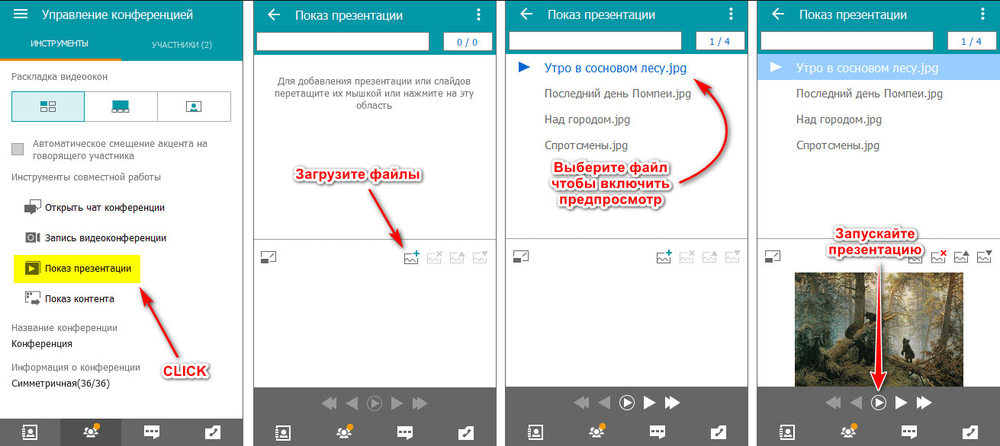 Управление конференцией
ИНСТРУМЕНТЫ
УЧАСТНИКИ (2)
Раскладка видеоокон
Автоматическое смещение акцента на
говорящего участника
Инструменты совместной работы
Открыть чат конференции
Запись видеоконференции
Показ презентации
Показ контента
CLICK
Название конференции
Конференция
Информация о конференции
Симметричная(36/36)
Показ презентации
0 / 0
Для добавления презентации или слайдов
перетащите их мышкой или нажмите на эту
область
Загрузите файлы
Показ презентации
1 / 4
Утро в сосновом лесу.jpg
Последний день Помпеи.jpg
Над городом.jpg
Спротсмены.jpg
Выберите файл
чтобы включить
предпросмотр
Показ презентации
1 / 4
Утро в сосновом лесу.jpg
Последний день Помпеи.jpg
Над городом.jpg
Спротсмены.jpg
Запускайте
презентацию